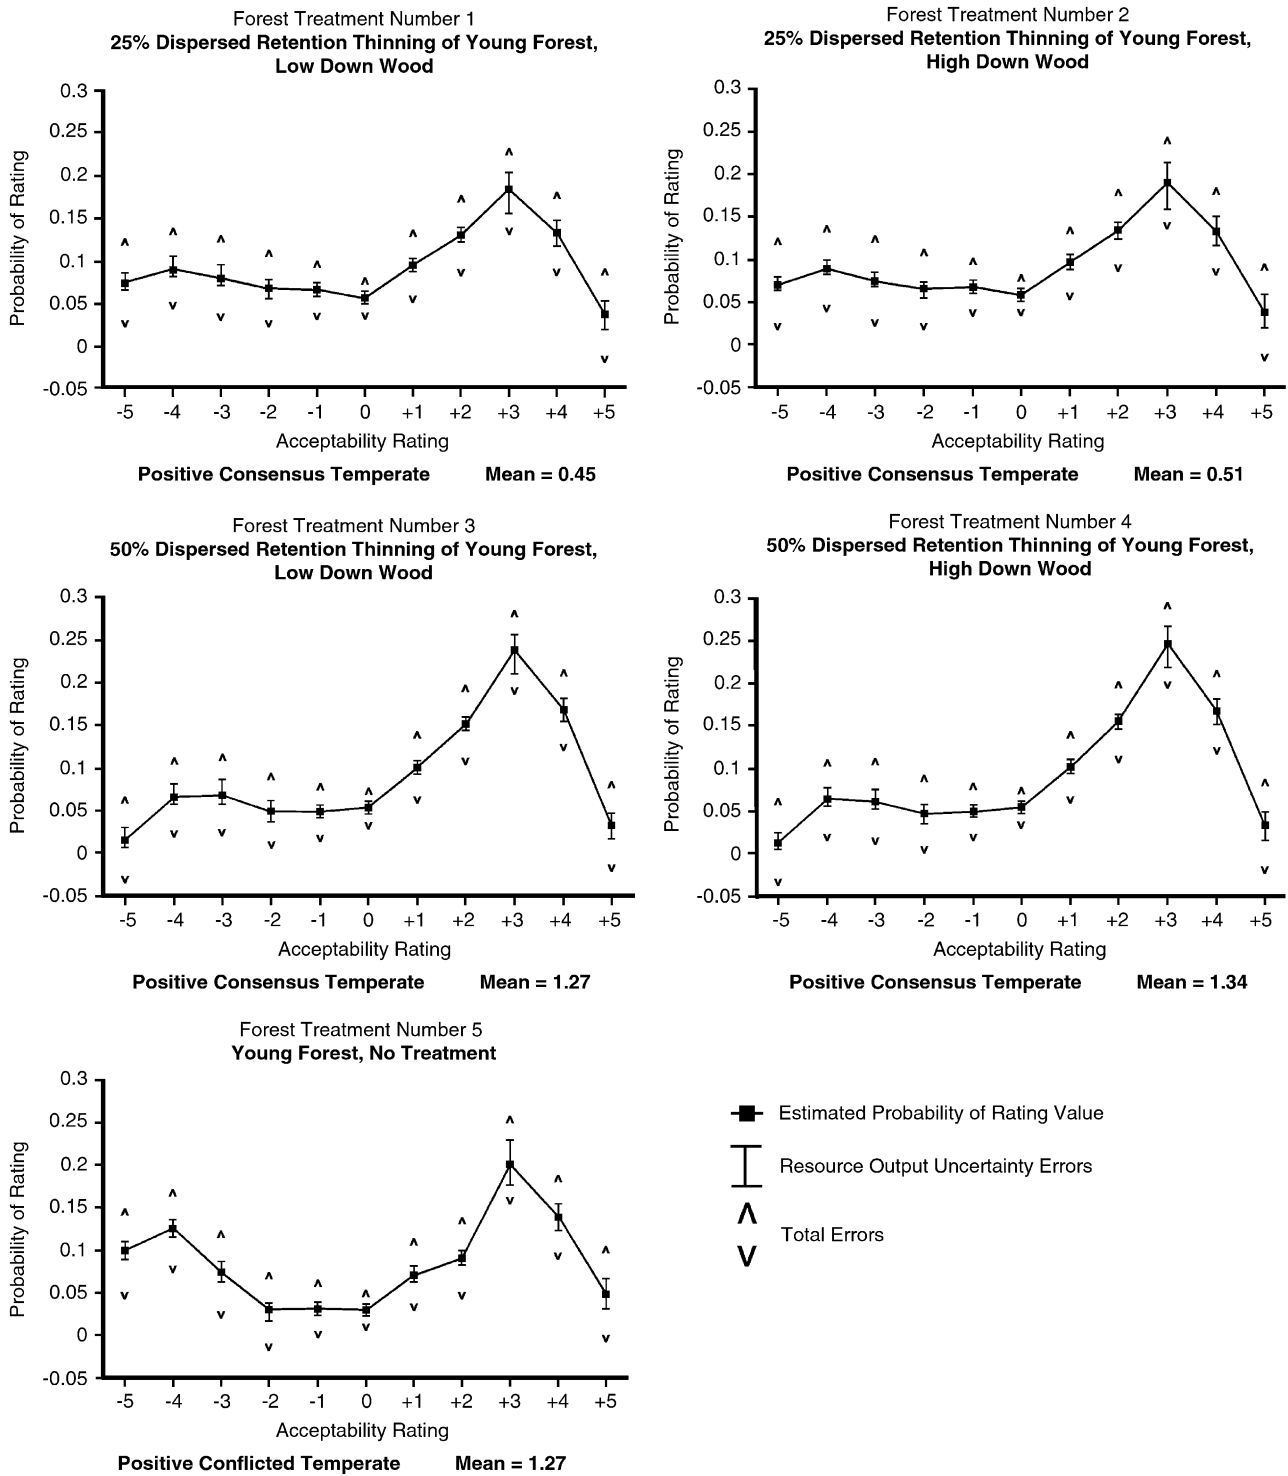 Forest Treatment Number 1
25% Dispersed Retention Thinning of Young Forest,
Low Down Wood
0.3
0.25
0.2
0.15
0.1
0.05
0
-0.05
Probability of Rating
-5 -4 -3 -2 -1 0 +1 +2 +3 +4 +5
Acceptability Rating
Positive Consensus Temperate Mean = 0.45
Forest Treatment Number 2
25% Dispersed Retention Thinning of Young Forest,
High Down Wood
0.3
0.25
0.2
0.15
0.1
0.05
0
-0.05
Probability of Rating
-5 -4 -3 -2 -1 0 +1 +2 +3 +4 +5
Acceptability Rating
Positive Consensus Temperate Mean = 0.51
Forest Treatment Number 3
50% Dispersed Retention Thinning of Young Forest,
Low Down Wood
0.3
0.25
0.2
0.15
0.1
0.05
0
-0.05
Probability of Rating
-5 -4 -3 -2 -1 0 +1 +2 +3 +4 +5
Acceptability Rating
Positive Consensus Temperate Mean = 1.27
Forest Treatment Number 4
50% Dispersed Retention Thinning of Young Forest,
High Down Wood
0.3
0.25
0.2
0.15
0.1
0.05
0
-0.05
Probability of Rating
-5 -4 -3 -2 -1 0 +1 +2 +3 +4 +5
Acceptability Rating
Positive Consensus Temperate Mean = 1.34
Forest Treatment Number 5
Young Forest, No Treatment
0.3
0.25
0.2
0.15
0.1
0.05
0
-0.05
Probability of Rating
-5 -4 -3 -2 -1 0 +1 +2 +3 +4 +5
Acceptability Rating
Positive Conflicted Temperate Mean = 1.27
Estimated Probability of Rating Value
Resource Output Uncertainty Errors
Total Errors